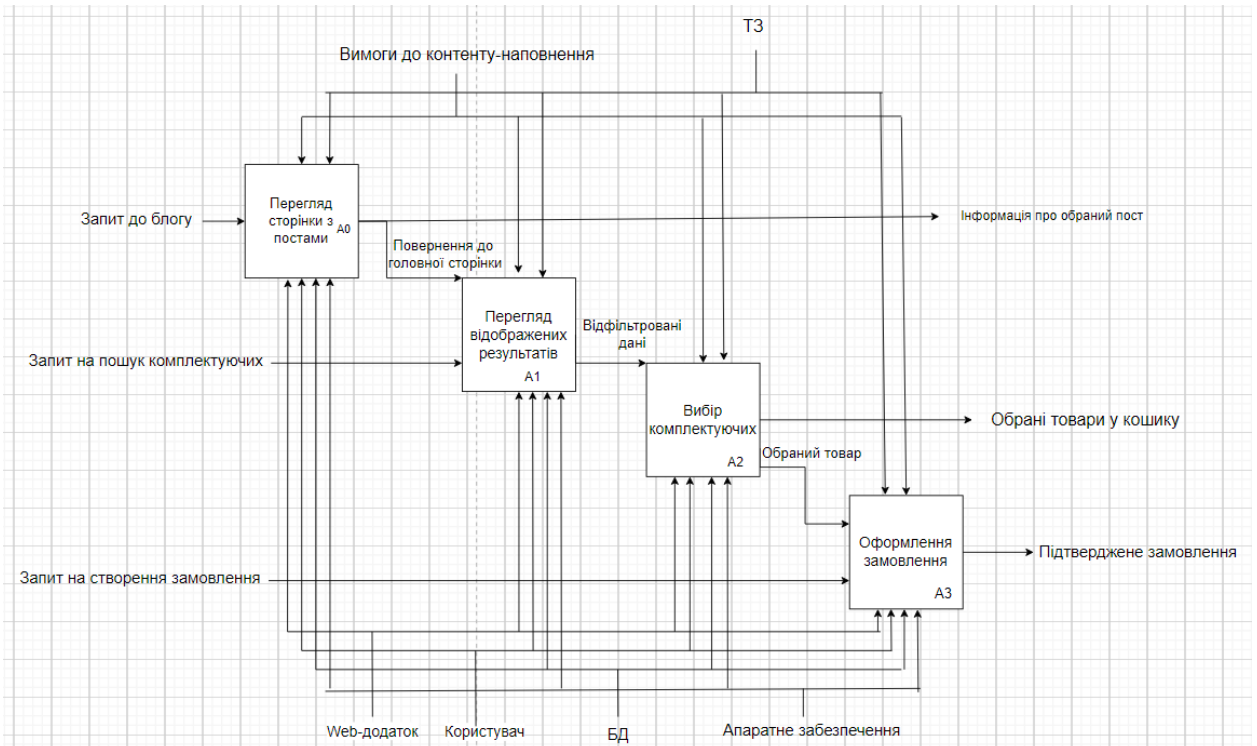 ТЗ
Вимоги до контенту-наповнення
Перегляд
сторінки з
постами
A0
Запит до блогу
Інформація про обраний пост
Повернення до
головної сторінки
Перегляд
відображених
результатів
A1
Відфільтровані
дані
Запит на пошук комплектуючих
Вибір
комплектуючих
A2
Обрані товари у кошику
Обраний товар
Оформлення
замовлення
A3
Підтверджене замовлення
Запит на створення замовлення
Web-додаток
Користувач
БД
Апаратне забезпечення